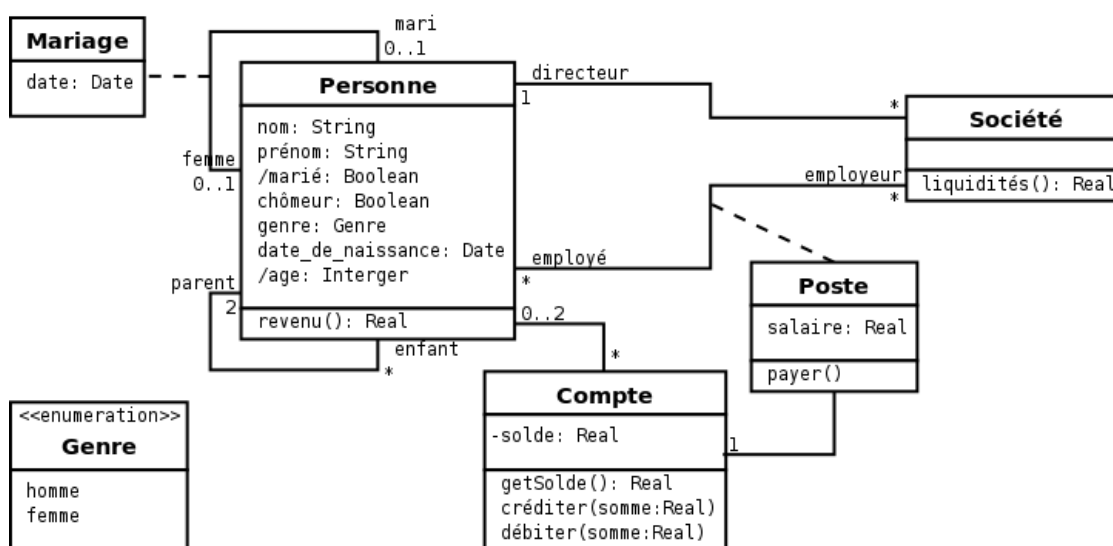 mari
0..1
Mariage
date: Date
directeur
1
*
Société
liquidités(): Real
Personne
nom: String
prénom: String
/marié: Boolean
chômeur: Boolean
genre: Genre
date_de_naissance: Date
/age: Interger
revenu(): Real
femme
0..1
employeur
*
employé
*
parent
2
enfant
*
0..2
*
Poste
salaire: Real
payer()
Compte
-solde: Real
getSolde(): Real
créditer(somme:Real)
débiter(somme:Real)
1
<<enumeration>>
Genre
homme
femme